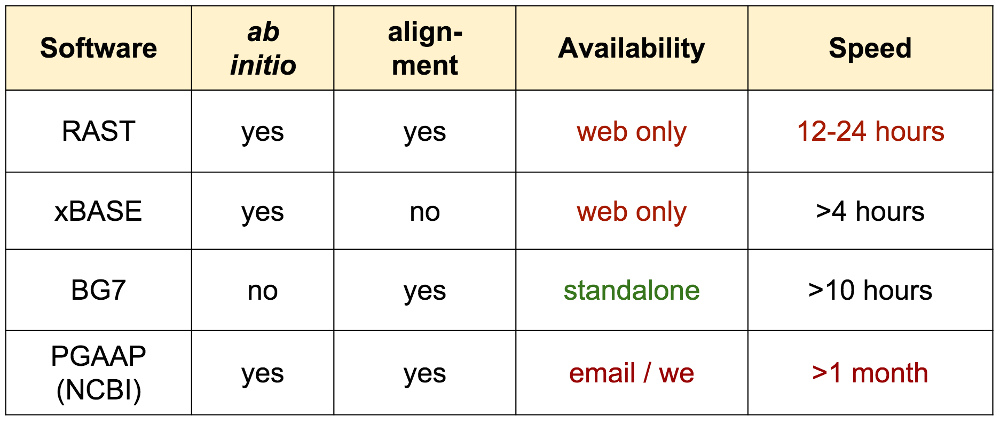 Software ab initio align-ment Availability Speed
RAST yes yes web only 12-24 hours
xBASE yes no web only >4 hours
BG7 no yes standalone >10 hours
PGAAP (NCBI) yes yes email / we >1 month